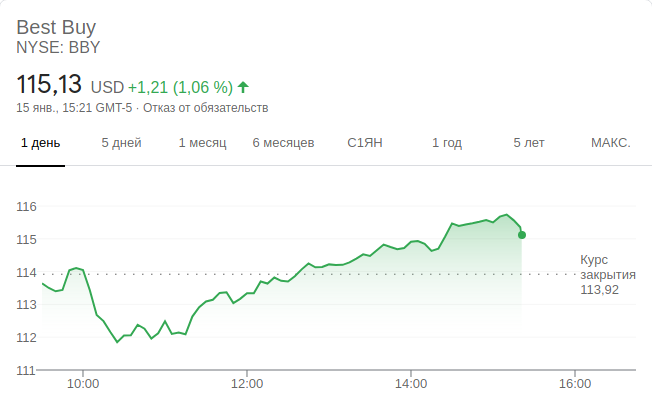 Best Buy
NYSE: BBY
115,13 USD +1,21 (1,06 %)
15 янв., 15:21 GMT-5 · Отказ от обязательств
1 день 5 дней 1 месяц 6 месяцев С1ЯН 1 год 5 лет МАКС.
116
115
114
113
112
111
Курс
закрытия
113,92
10:00 12:00 14:00 16:00